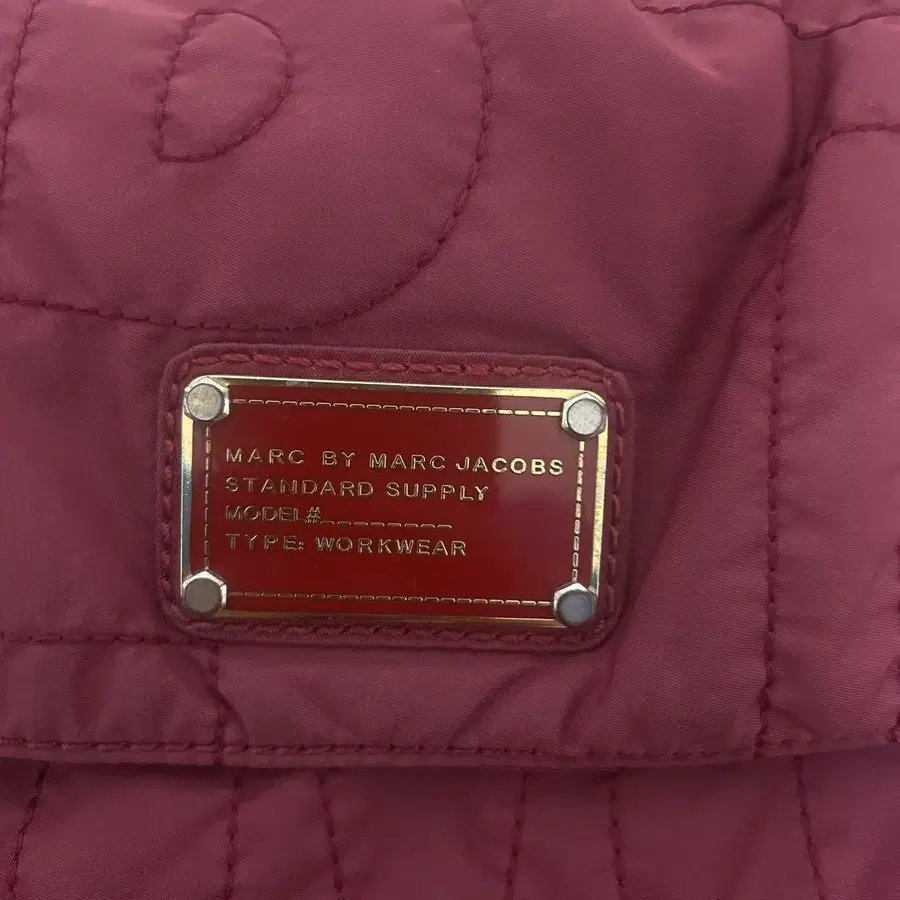 MARC BY MARC JACOBS
STANDARD SUPPLY
MODEL#_________
TYPE: WORKWEAR